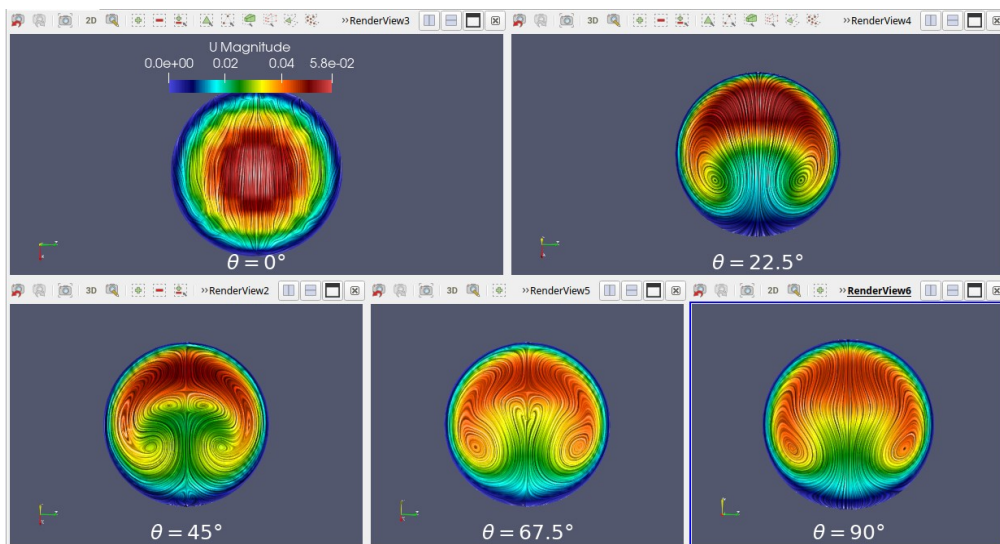 2D
»RenderView3
3D
»RenderView4
U Magnitude
0.0e+00 0.02 0.04 5.8e-02
θ = 0°
θ = 22.5°
3D
»RenderView2
3D
»RenderView5
2D
»RenderView6
θ = 45°
θ = 67.5°
θ = 90°